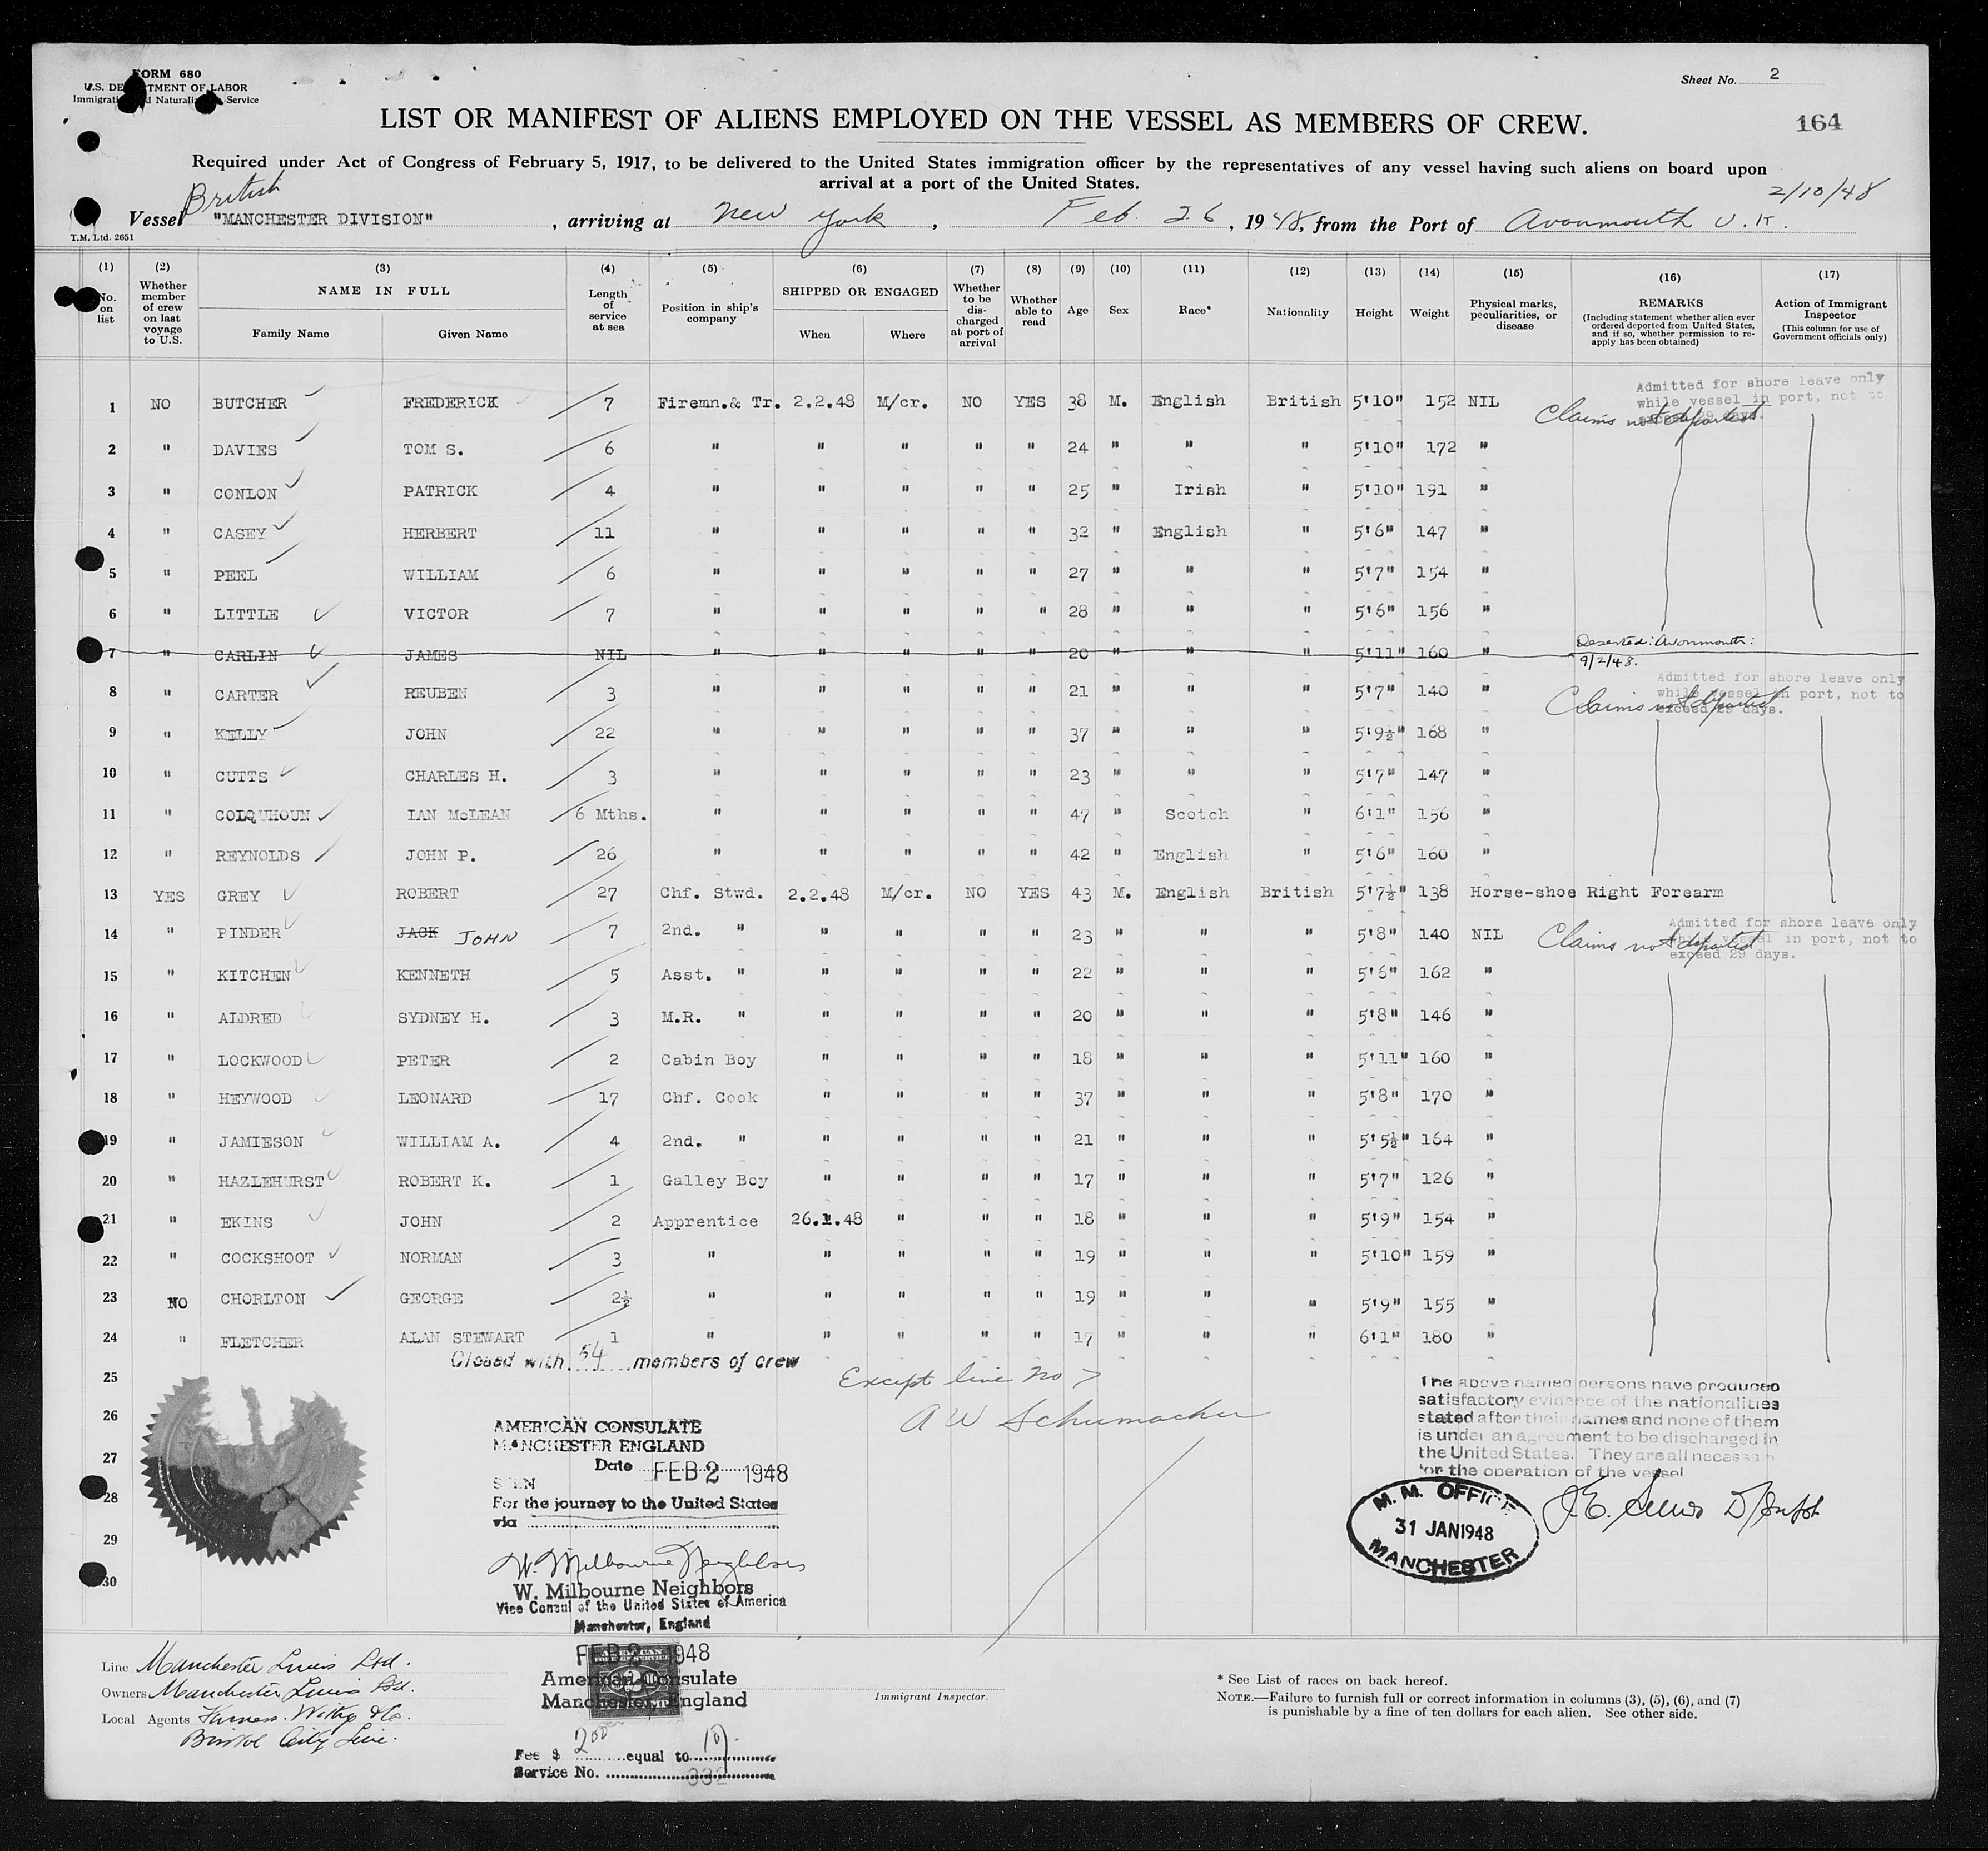 FORM 680
U.S. DEPARTMENT OF LABOR
Immigration and Naturalization Service
Sheet No. 2
164
LIST OR MANIFEST OF ALIENS EMPLOYED ON THE VESSEL AS MEMBERS OF CREW.
Required under Act of Congress of February 5, 1917, to be delivered to the United States immigration officer by the representatives of any vessel having such aliens on board upon
arrival at a port of the United States.
2/10/48
British
Vessel "MANCHESTER DIVISION", arriving at New York, Feb. 26, 1948, from the Port of Avonmouth U.K.
T.M. Ltd. 2651
(1) No. on list
(2) Whether member of crew on last voyage to U.S.
(3) NAME IN FULL Family Name Given Name
(4) Length of service at sea
(5) Position in ship's company
(6) SHIPPED OR ENGAGED When Where
(7) Whether to be discharged at port of arrival
(8) Whether able to read
(9) Age
(10) Sex
(11) Race*
(12) Nationality
(13) Height
(14) Weight
(15) Physical marks, peculiarities, or disease
(16) REMARKS (Including statement whether alien ever ordered deported from United States, and if so, whether permission to reapply has been obtained)
(17) Action of Immigrant Inspector (This column for use of Government officials only)
Admitted for shore leave only
while vessel in port, not to
exceed 29 days.
1 NO BUTCHER FREDERICK 7 Firemn.& Tr. 2.2.48 M/cr. NO YES 38 M. English British 5'10" 152 NIL Claims not deported
2 " DAVIES TOM S. 6 " " " " " 24 " " " 5'10" 172 "
3 " CONLON PATRICK 4 " " " " " 25 " Irish " 5'10" 191 "
4 " CASEY HERBERT 11 " " " " " 32 " English " 5'6" 147 "
5 " PEEL WILLIAM 6 " " " " " 27 " " " 5'7" 154 "
6 " LITTLE VICTOR 7 " " " " " 28 " " " 5'6" 156 "
7 " CARLIN JAMES NIL " " " " " 20 " " " 5'11" 160 " Deserted: Avonmouth: 9/2/48.
Admitted for shore leave only
while vessel in port, not to
exceed 29 days.
8 " CARTER REUBEN 3 " " " " " 21 " " " 5'7" 140 " Claims not deported
9 " KELLY JOHN 22 " " " " " 37 " " " 5'9½" 168 "
10 " CUTTS CHARLES H. 3 " " " " " 23 " " " 5'7" 147 "
11 " COLQUHOUN IAN McLEAN 6 Mths. " " " " " 47 " Scotch " 6'1" 156 "
12 " REYNOLDS JOHN P. 26 " " " " " 42 " English " 5'6" 160 "
13 YES GREY ROBERT 27 Chf. Stwd. 2.2.48 M/cr. NO YES 43 M. English British 5'7½" 138 Horse-shoe Right Forearm
Admitted for shore leave only
while vessel in port, not to
exceed 29 days.
14 " PINDER JACK JOHN 7 2nd. " " " " " 23 " " " 5'8" 140 NIL Claims not deported
15 " KITCHEN KENNETH 5 Asst. " " " " " 22 " " " 5'6" 162 "
16 " ALDRED SYDNEY H. 3 M.R. " " " " " 20 " " " 5'8" 146 "
17 " LOCKWOOD PETER 2 Cabin Boy " " " " 18 " " " 5'11" 160 "
18 " HEYWOOD LEONARD 17 Chf. Cook " " " " 37 " " " 5'8" 170 "
19 " JAMIESON WILLIAM A. 4 2nd. " " " " " 21 " " " 5'5½" 164 "
20 " HAZLEHURST ROBERT K. 1 Galley Boy " " " " 17 " " " 5'7" 126 "
21 " EKINS JOHN 2 Apprentice 26.1.48 " " " 18 " " " 5'9" 154 "
22 " COCKSHOOT NORMAN 3 " " " " " 19 " " " 5'10" 159 "
23 NO CHORLTON GEORGE 2½ " " " " " 19 " " " 5'9" 155 "
24 " FLETCHER ALAN STEWART 1 " " " " " 17 " " " 6'1" 180 "
Closed with 54 members of crew
25
26
27
28
29
30
Except line No 7
A W Schumacher
AMERICAN CONSULATE
MANCHESTER ENGLAND
Date FEB 2 1948
SEEN
For the journey to the United States
via
W. Milbourne Neighbors
W. Milbourne Neighbors
Vice Consul of the United States of America
Manchester, England
The above named persons have produced
satisfactory evidence of the nationalities
stated after their names and none of them
is under an agreement to be discharged in
the United States. They are all necessary
for the operation of the vessel
M. M. OFFICE
31 JAN 1948
MANCHESTER
FEB 2 1948
American Consulate
Manchester, England
Fee $ 2.00 equal to 10/-
Service No. 332
Line Manchester Lines Ltd.
Owners Manchester Lines Ltd.
Local Agents Furness. Withy & Co.
Bristol City Line.
Immigrant Inspector.
* See List of races on back hereof.
NOTE.—Failure to furnish full or correct information in columns (3), (5), (6), and (7)
is punishable by a fine of ten dollars for each alien. See other side.